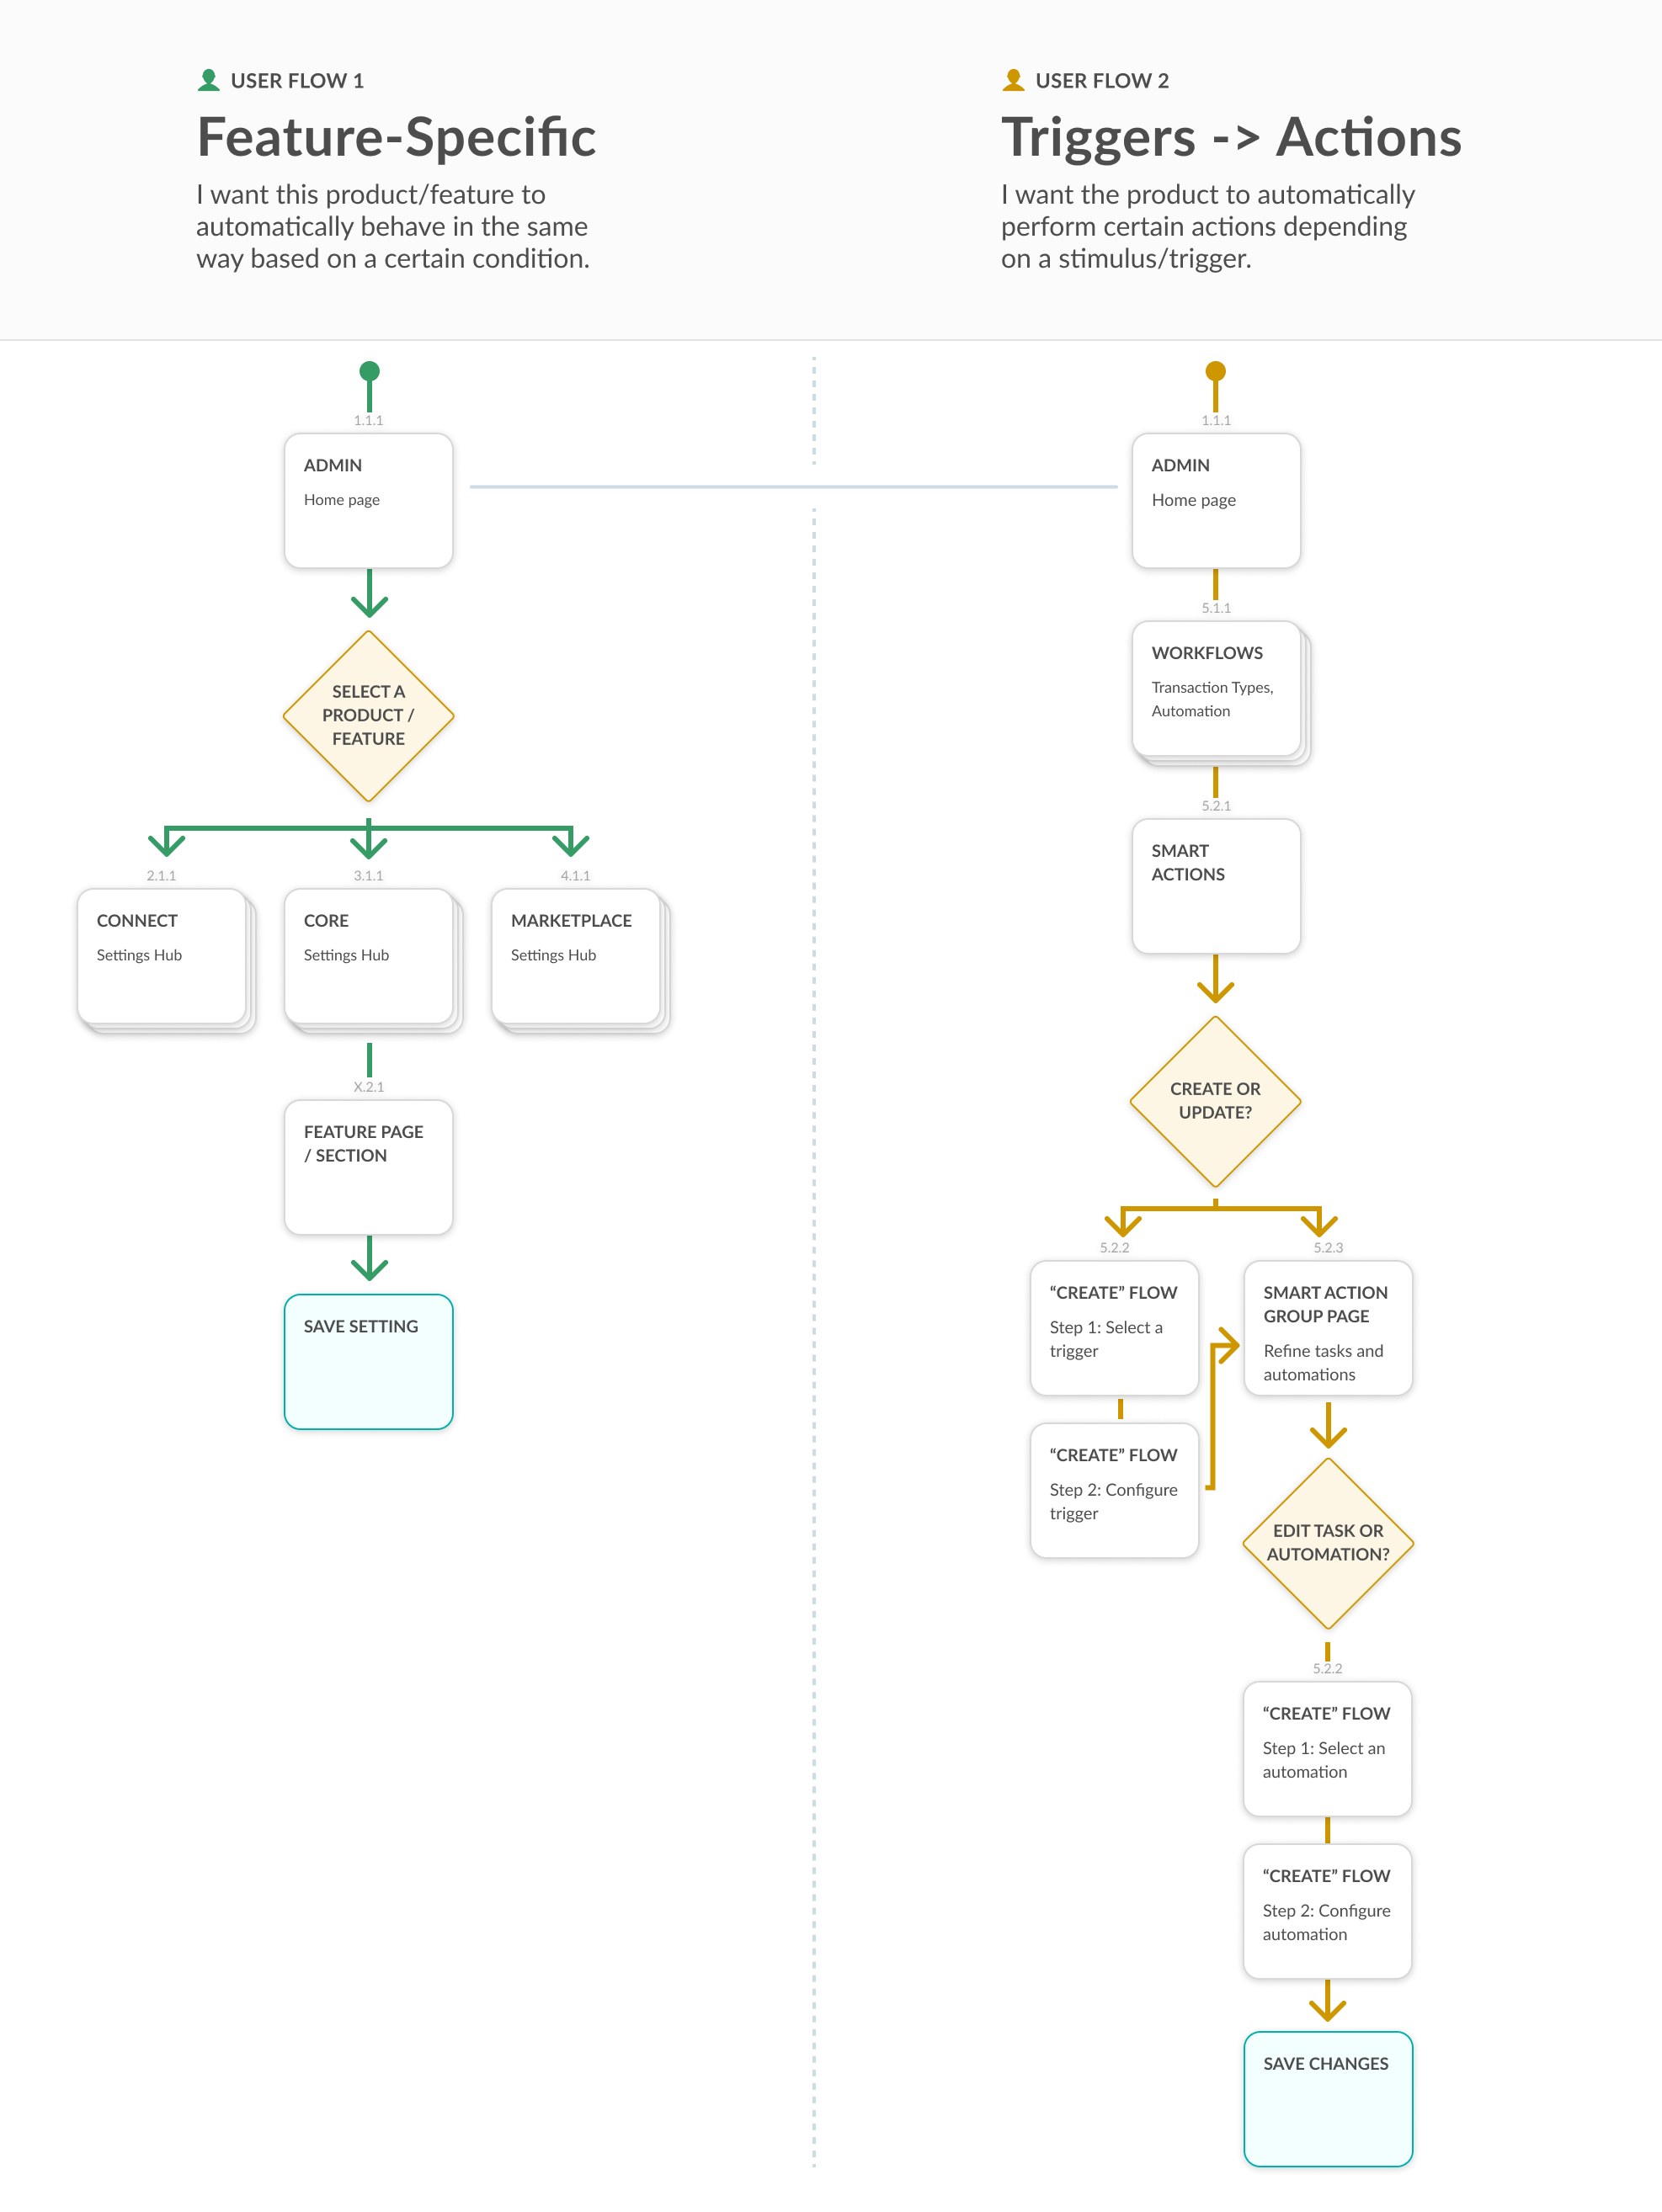 USER FLOW 1
Feature-Specific
I want this product/feature to
automatically behave in the same
way based on a certain condition.
USER FLOW 2
Triggers -> Actions
I want the product to automatically
perform certain actions depending
on a stimulus/trigger.
1.1.1
ADMIN
Home page
SELECT A
PRODUCT /
FEATURE
2.1.1
CONNECT
Settings Hub
3.1.1
CORE
Settings Hub
4.1.1
MARKETPLACE
Settings Hub
X.2.1
FEATURE PAGE
/ SECTION
SAVE SETTING
1.1.1
ADMIN
Home page
5.1.1
WORKFLOWS
Transaction Types,
Automation
5.2.1
SMART
ACTIONS
CREATE OR
UPDATE?
5.2.2
“CREATE” FLOW
Step 1: Select a
trigger
“CREATE” FLOW
Step 2: Configure
trigger
5.2.3
SMART ACTION
GROUP PAGE
Refine tasks and
automations
EDIT TASK OR
AUTOMATION?
5.2.2
“CREATE” FLOW
Step 1: Select an
automation
“CREATE” FLOW
Step 2: Configure
automation
SAVE CHANGES